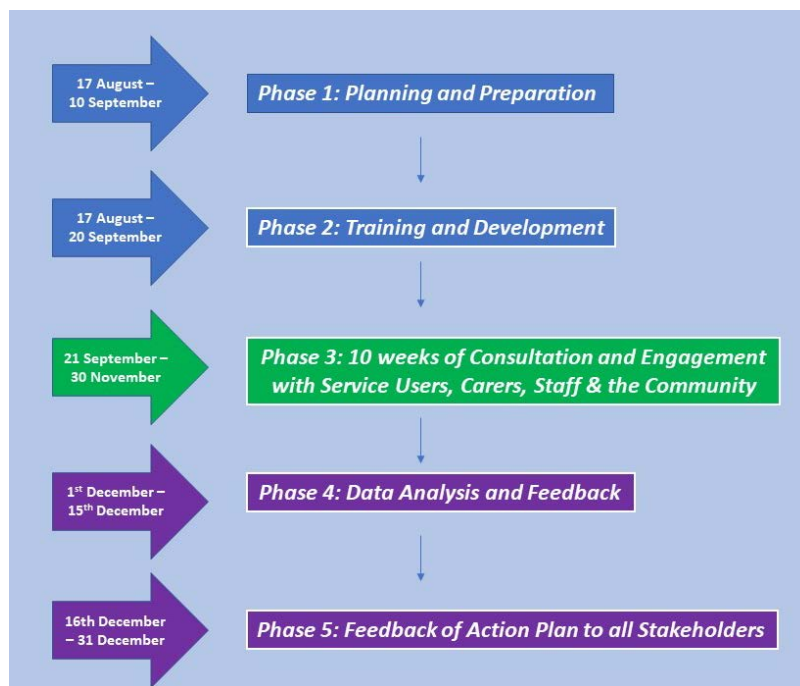 17 August –
10 September
Phase 1: Planning and Preparation
17 August –
20 September
Phase 2: Training and Development
21 September –
30 November
Phase 3: 10 weeks of Consultation and Engagement
with Service Users, Carers, Staff & the Community
1st December –
15th December
Phase 4: Data Analysis and Feedback
16th December
– 31 December
Phase 5: Feedback of Action Plan to all Stakeholders